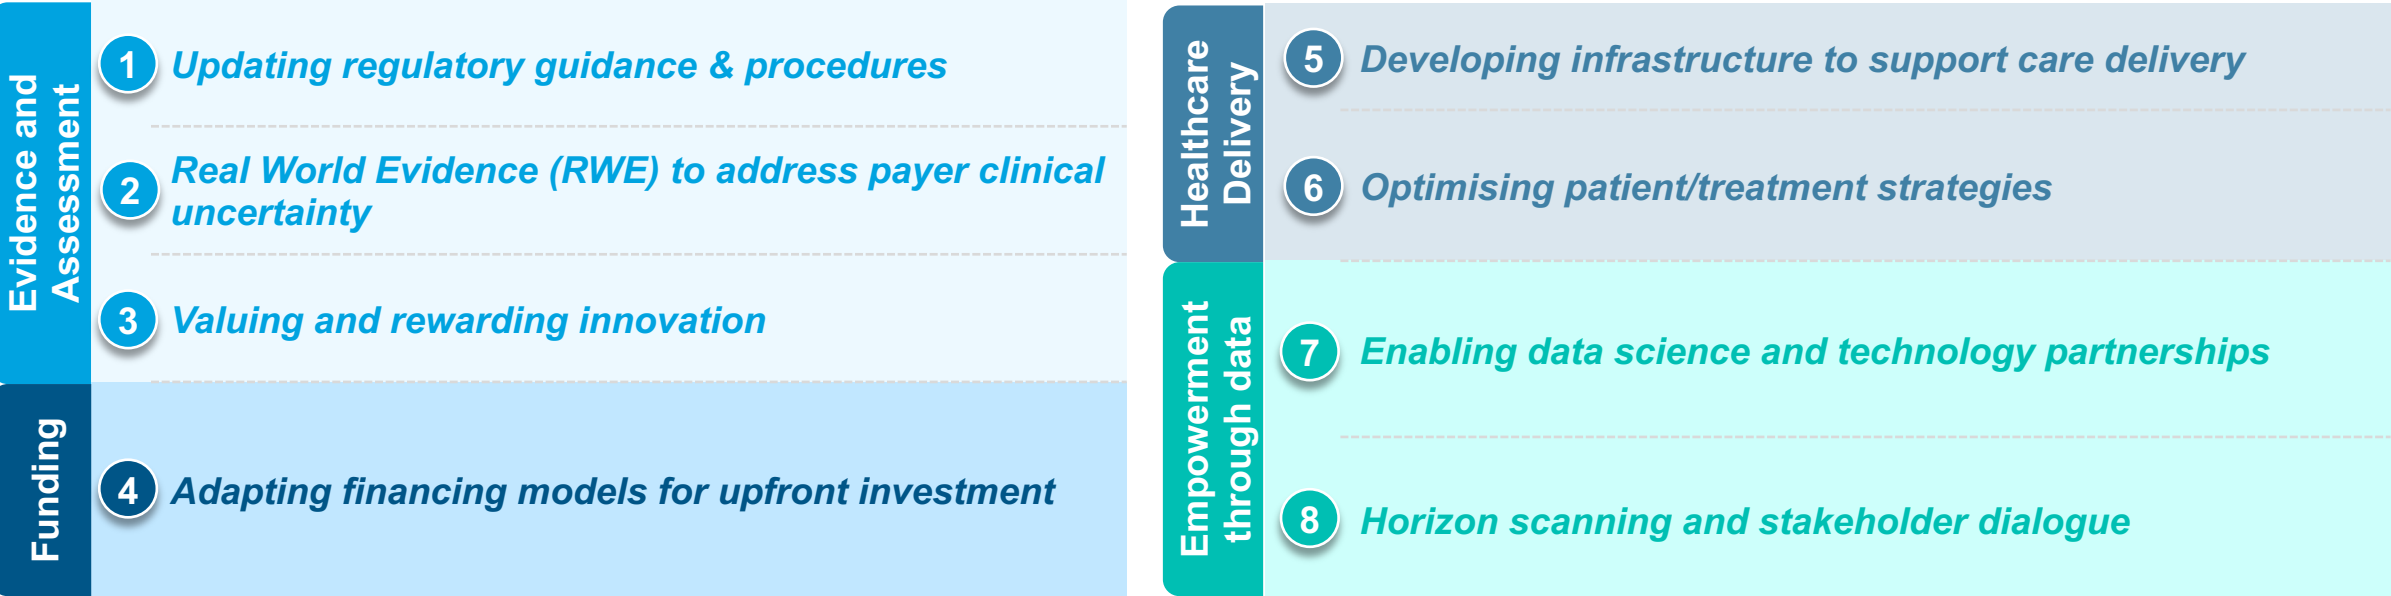 Evidence and
Assessment
1
Updating regulatory guidance & procedures
2
Real World Evidence (RWE) to address payer clinical
uncertainty
3
Valuing and rewarding innovation
Funding
4
Adapting financing models for upfront investment
Healthcare
Delivery
5
Developing infrastructure to support care delivery
6
Optimising patient/treatment strategies
Empowerment
through data
7
Enabling data science and technology partnerships
8
Horizon scanning and stakeholder dialogue